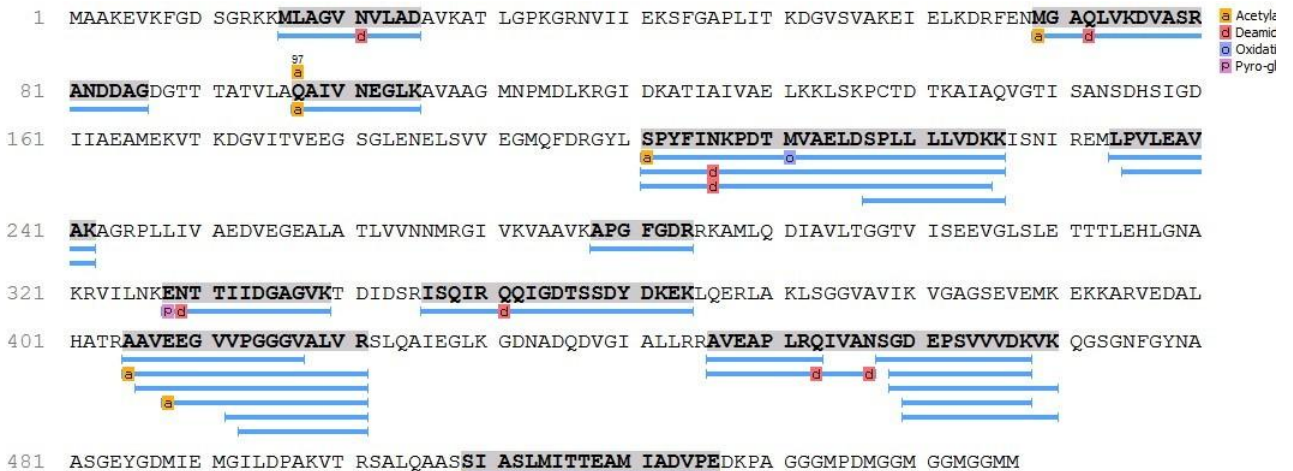 1 MAAKEVKFGD SGRKKMLAGV NVLADAVKAT LGPKGRNVII EKSFGAPLIT KDGVSVAKEI ELKDRFENMG AQLVKDVASR
d a d
a Acetyla
d Deamic
o Oxidati
p Pyro-gl
97
a
81 ANDDAGDGTT TATVLAQAIV NEGLKAVAAG MNPMDLKRGI DKATIAIVAE LKKLSKPCTD TKAIAQVGTI SANSDHSIGD
a
161 IIAEAMEKVT KDGVITVEEG SGLENELSVV EGMQFDRGYL SPYFINKPDT MVAELDSPLL LLVDKKISNI REMLPVLEAV
a o
d
d
241 AKAGRPLLIV AEDVEGEALA TLVVNNMRGI VKVAAVKAPG FGDRRKAMLQ DIAVLTGGTV ISEEVGLSLE TTTLEHLGNA
321 KRVILNKENT TIIDGAGVKT DIDSRISQIR QQIGDTSSDY DKEKLQERLA KLSGGVAVIK VGAGSEVEMK EKKARVEDAL
p d d
401 HATRAAVEEG VVPGGGVALV RSLQAIEGLK GDNADQDVGI ALLRRAVEAP LRQIVANSGD EPSVVVDKVK QGSGNFGYNA
a d d
a
481 ASGEYGDMIE MGILDPAKVT RSALQAASSI ASLMITTEAM IADVPEDKPA GGGMPDMGGM GGMGGMM